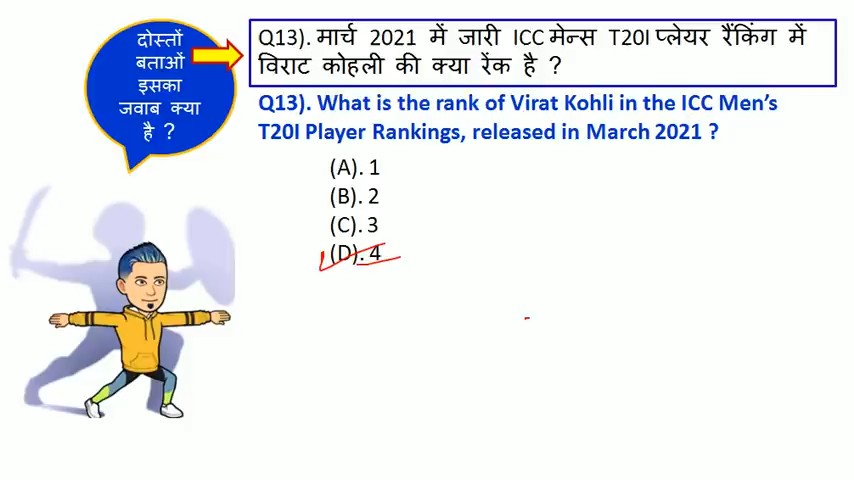 दोस्तों
बताओं
इसका
जवाब क्या
है ?
Q13). मार्च 2021 में जारी ICC मेन्स T20I प्लेयर रैंकिंग में
विराट कोहली की क्या रेंक है ?
Q13). What is the rank of Virat Kohli in the ICC Men’s
T20I Player Rankings, released in March 2021 ?
(A). 1
(B). 2
(C). 3
(D). 4